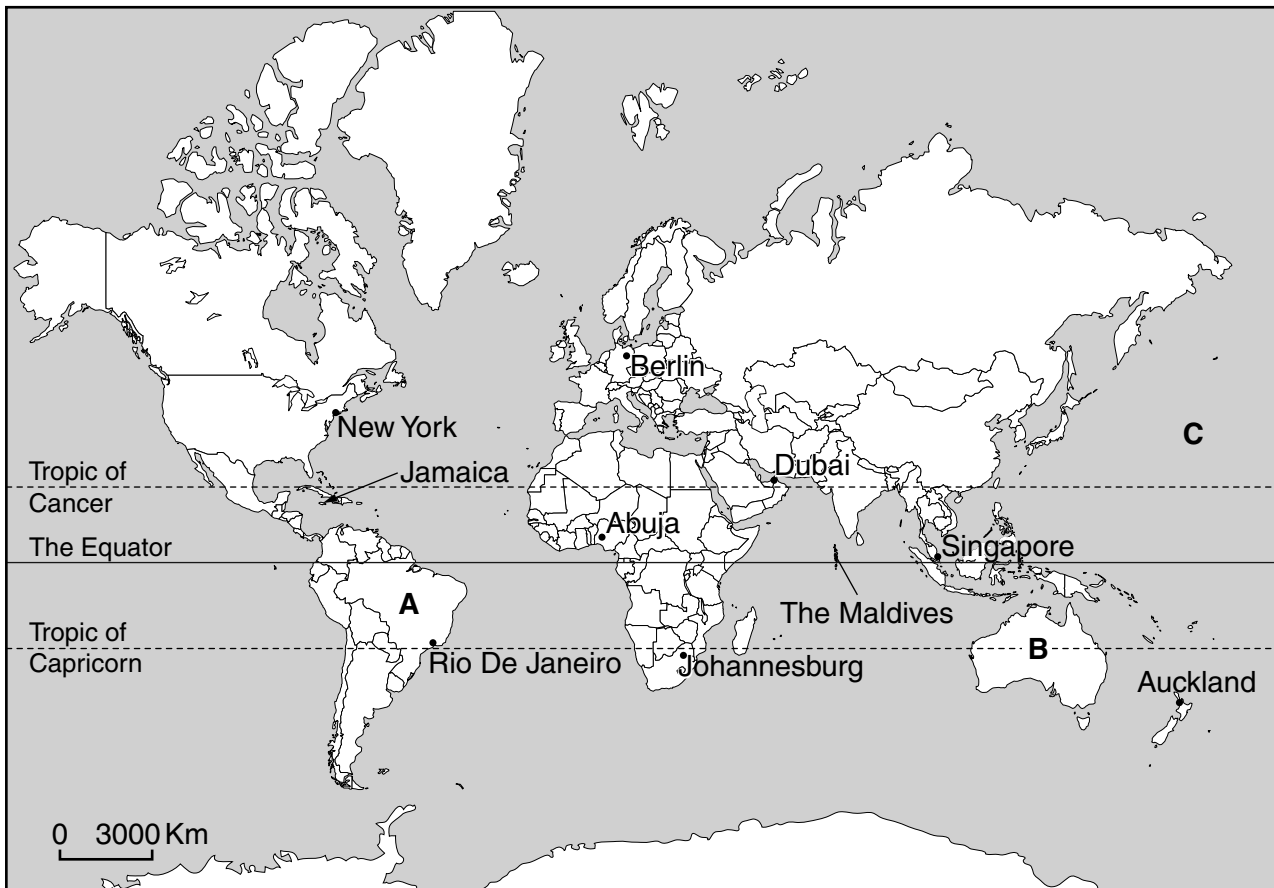 Berlin
New York
C
Tropic of
Cancer
Jamaica
Dubai
Abuja
The Equator
Singapore
A
The Maldives
Tropic of
Capricorn
B
Rio De Janeiro
Johannesburg
Auckland
0 3000 Km